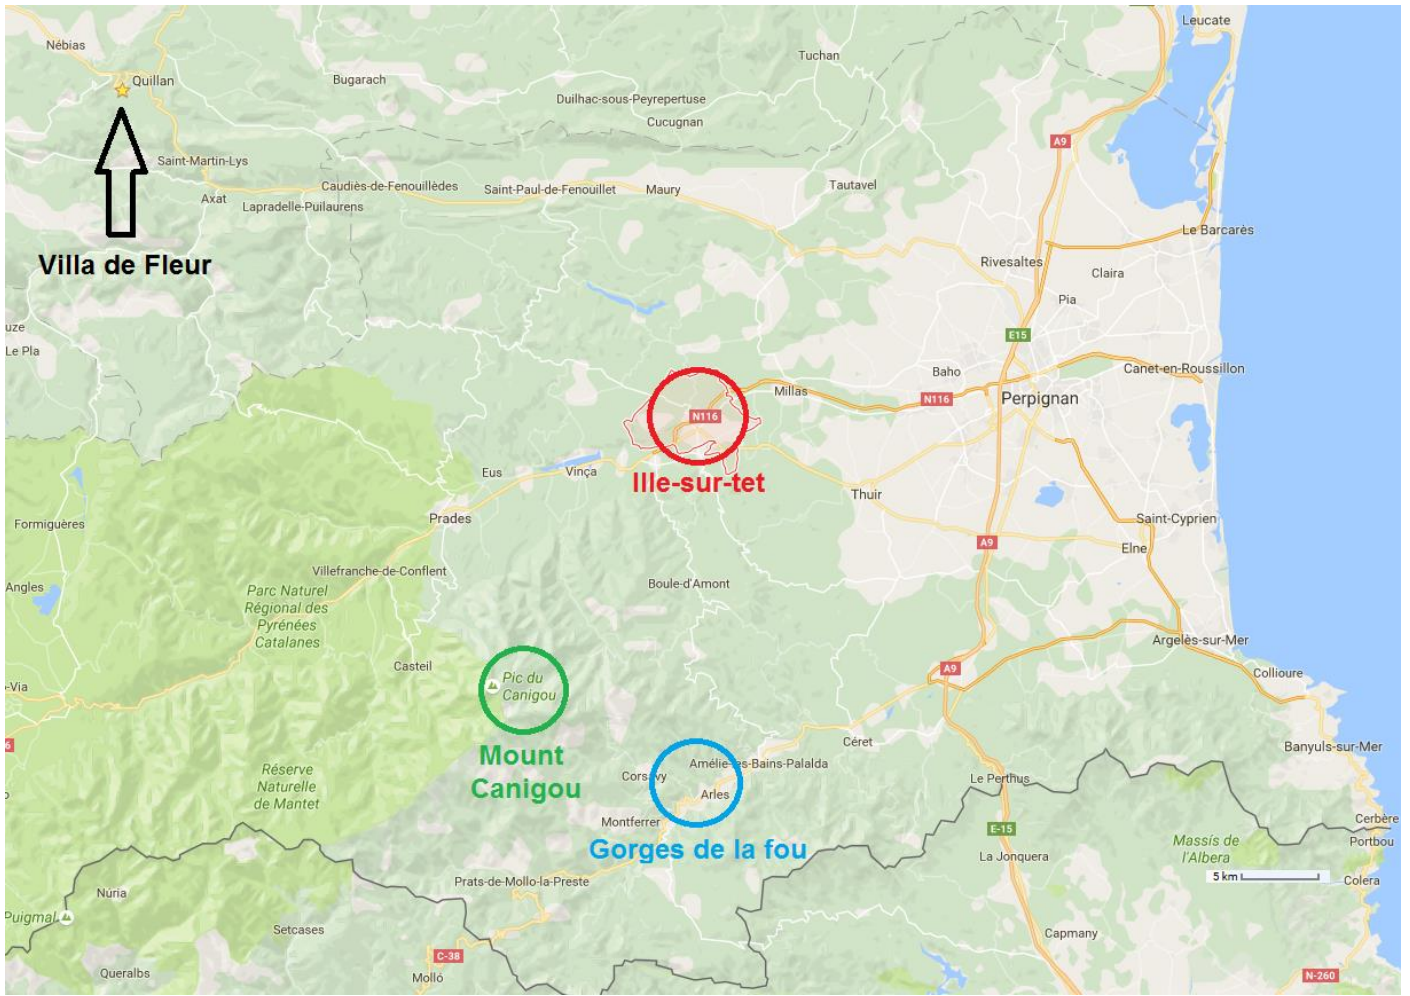 Leucate
Nébias
Tuchan
Quillan
Bugarach
Duilhac-sous-Peyrepertuse
Cucugnan
A9
Saint-Martin-Lys
Caudiès-de-Fenouillèdes
Saint-Paul-de-Fenouillet
Maury
Tautavel
Axat
Lapradelle-Puilaurens
Le Barcarès
Villa de Fleur
Rivesaltes
Claira
Pia
uze
E15
Le Pla
Baho
Canet-en-Roussillon
Millas
N116
Perpignan
N116
Eus
Vinça
Ille-sur-tet
Thuir
Prades
Saint-Cyprien
Formiguères
A9
Elne
Villefranche-de-Conflent
Boule-d'Amont
Angles
Parc Naturel
Régional des
Pyrénées
Catalanes
Argelès-sur-Mer
Casteil
A9
Collioure
Pic du
Canigou
-Via
6
Céret
Banyuls-sur-Mer
Mount
Canigou
Amélie-les-Bains-Palalda
Réserve
Naturelle
de Mantet
Corsavy
Le Perthus
Arles
Montferrer
Cerbère
E-15
Portbou
Gorges de la fou
Massís de
l'Albera
La Jonquera
5 km
Colera
Prats-de-Mollo-la-Preste
Núria
Puigmal
Setcases
Capmany
C-38
Queralbs
Molló
N-260